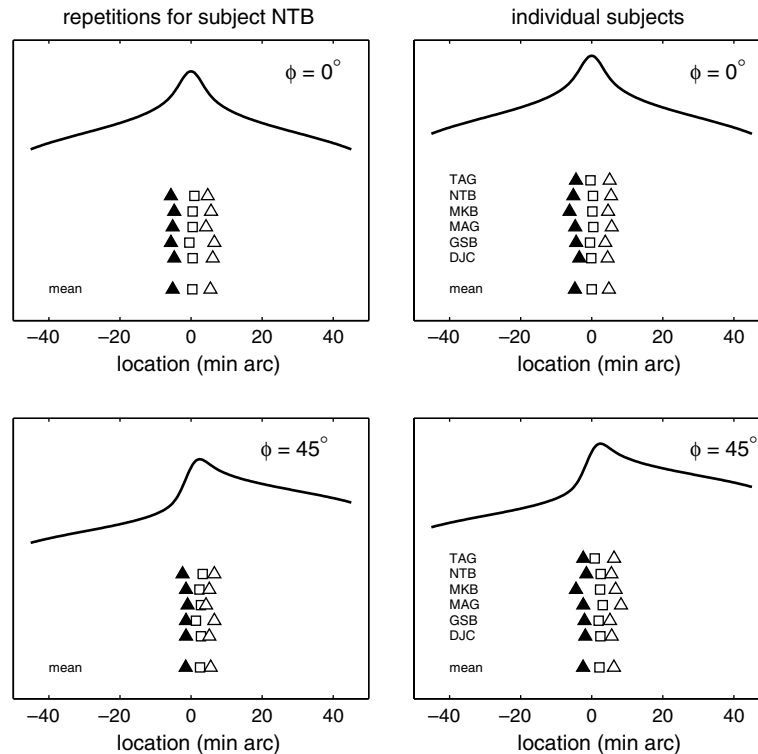 repetitions for subject NTB
individual subjects
ϕ = 0°
mean
−40 −20 0 20 40
location (min arc)
ϕ = 0°
TAG
NTB
MKB
MAG
GSB
DJC
mean
−40 −20 0 20 40
location (min arc)
ϕ = 45°
mean
−40 −20 0 20 40
location (min arc)
ϕ = 45°
TAG
NTB
MKB
MAG
GSB
DJC
mean
−40 −20 0 20 40
location (min arc)